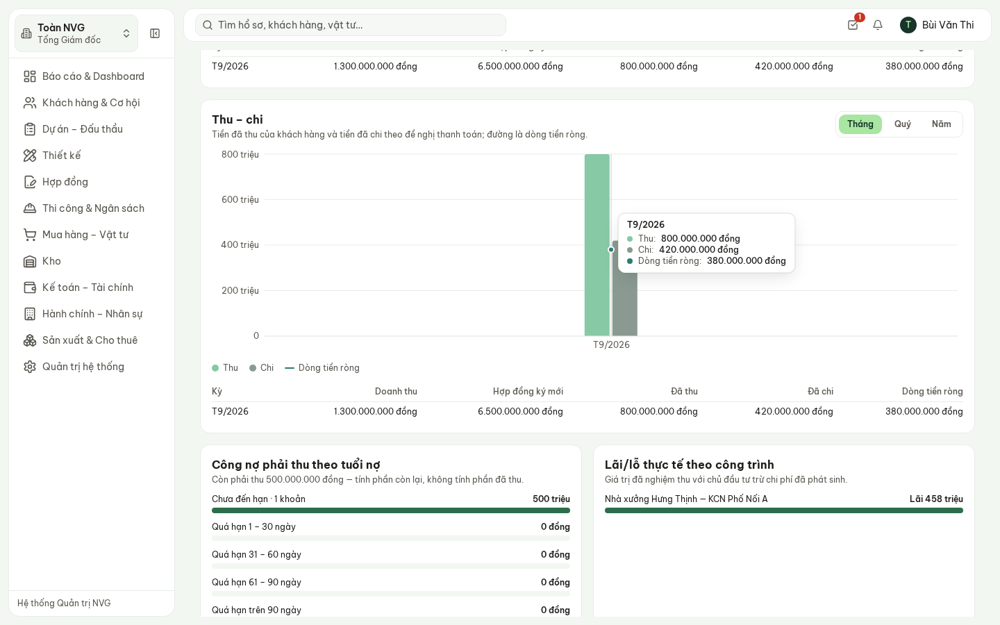 Toàn NVG
Tổng Giám đốc
Tìm hồ sơ, khách hàng, vật tư...
1
T
Bùi Văn Thi
Báo cáo & Dashboard
Khách hàng & Cơ hội
Dự án – Đấu thầu
Thiết kế
Hợp đồng
Thi công & Ngân sách
Mua hàng – Vật tư
Kho
Kế toán – Tài chính
Hành chính – Nhân sự
Sản xuất & Cho thuê
Quản trị hệ thống
Hệ thống Quản trị NVG
T9/2026 1.300.000.000 đồng 6.500.000.000 đồng 800.000.000 đồng 420.000.000 đồng 380.000.000 đồng
Thu – chi
Tiền đã thu của khách hàng và tiền đã chi theo đề nghị thanh toán; đường là dòng tiền ròng.
Tháng Quý Năm
800 triệu
600 triệu
400 triệu
200 triệu
0
T9/2026
T9/2026
Thu: 800.000.000 đồng
Chi: 420.000.000 đồng
Dòng tiền ròng: 380.000.000 đồng
Thu Chi Dòng tiền ròng
Kỳ Doanh thu Hợp đồng ký mới Đã thu Đã chi Dòng tiền ròng
T9/2026 1.300.000.000 đồng 6.500.000.000 đồng 800.000.000 đồng 420.000.000 đồng 380.000.000 đồng
Công nợ phải thu theo tuổi nợ
Còn phải thu 500.000.000 đồng — tính phần còn lại, không tính phần đã thu.
Chưa đến hạn · 1 khoản 500 triệu
Quá hạn 1 – 30 ngày 0 đồng
Quá hạn 31 – 60 ngày 0 đồng
Quá hạn 61 – 90 ngày 0 đồng
Quá hạn trên 90 ngày 0 đồng
Lãi/lỗ thực tế theo công trình
Giá trị đã nghiệm thu với chủ đầu tư trừ chi phí đã phát sinh.
Nhà xưởng Hưng Thịnh — KCN Phố Nối A Lãi 458 triệu